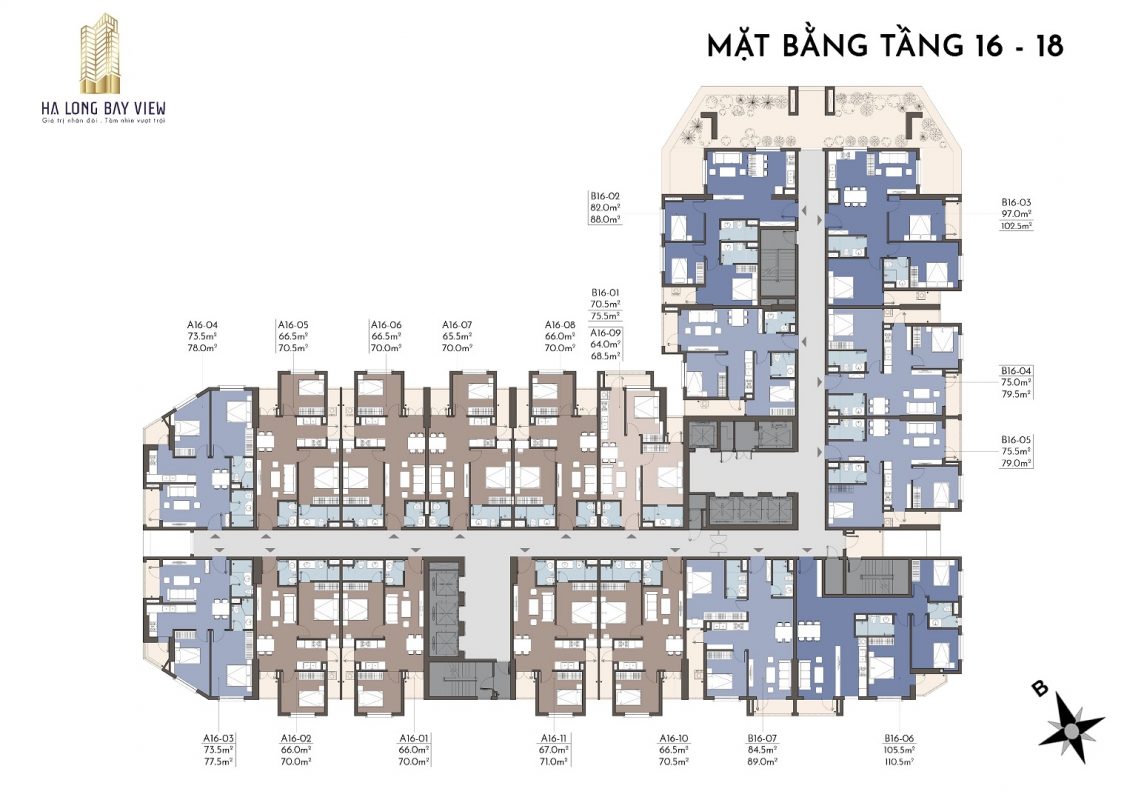 HA LONG BAY VIEW
Giá trị nhân đôi . Tầm nhìn vượt trội
MẶT BẰNG TẦNG 16 - 18
B16-02
82.0m²
88.0m²
B16-03
97.0m²
102.5m²
B16-01
70.5m²
75.5m²
A16-09
64.0m²
68.5m²
A16-04
73.5m²
78.0m²
A16-05
66.5m²
70.5m²
A16-06
66.5m²
70.0m²
A16-07
65.5m²
70.0m²
A16-08
66.0m²
70.0m²
B16-04
75.0m²
79.5m²
B16-05
75.5m²
79.0m²
A16-03
73.5m²
77.5m²
A16-02
66.0m²
70.0m²
A16-01
66.0m²
70.0m²
A16-11
67.0m²
71.0m²
A16-10
66.5m²
70.5m²
B16-07
84.5m²
89.0m²
B16-06
105.5m²
110.5m²
B